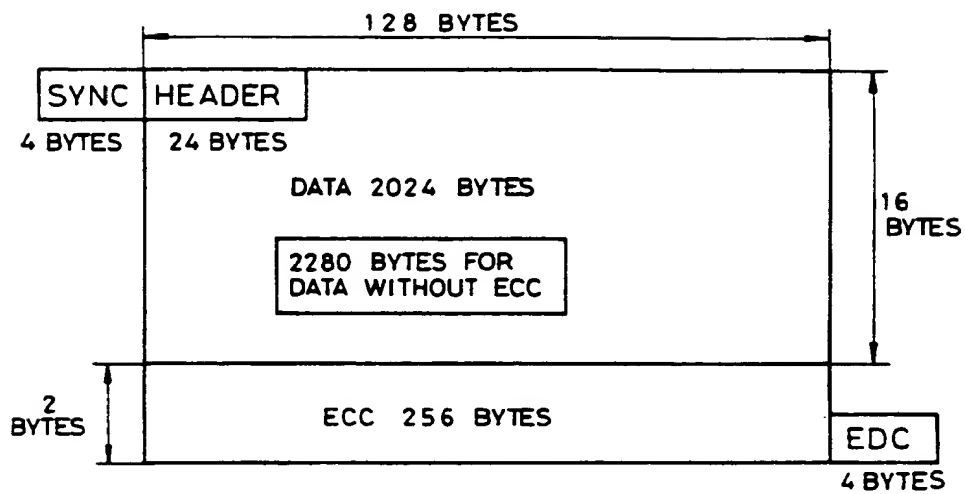 128 BYTES
SYNC HEADER
4 BYTES 24 BYTES
DATA 2024 BYTES
16
BYTES
2280 BYTES FOR
DATA WITHOUT ECC
2
BYTES
ECC 256 BYTES
EDC
4 BYTES